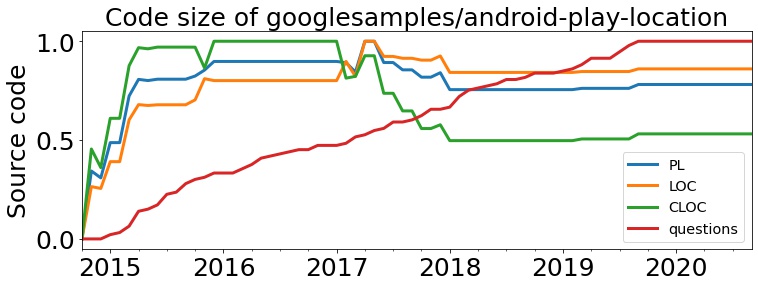 Code size of googlesamples/android-play-location
Source code
1.0
0.5
0.0
2015 2016 2017 2018 2019 2020
PL
LOC
CLOC
questions